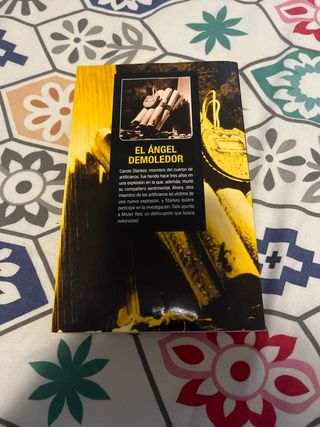 EL ÁNGEL
DEMOLEDOR
Carole Starkey, miembro del cuerpo de
artificieros, fue herida hace tres años en
una explosión en la que, además, murió
su compañero sentimental. Ahora, otro
miembro de los artificieros es víctima de
una nueva explosión, y Starkey quiere
participar en la investigación. Todo apunta
a Mister Red, un delincuente que busca
notoriedad.